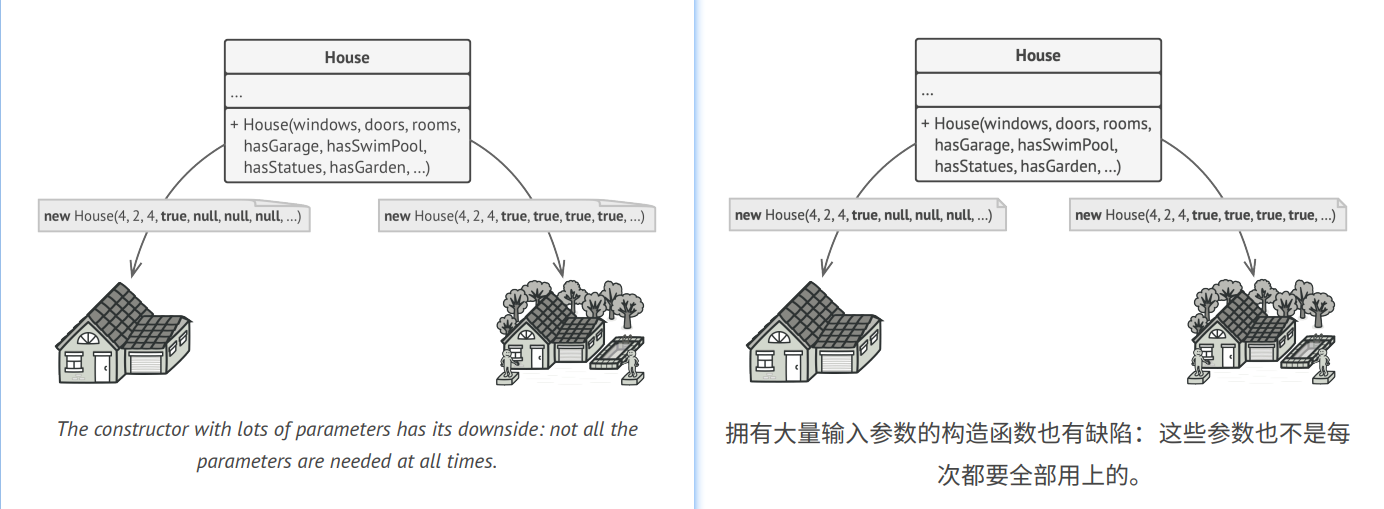 House
...
+ House(windows, doors, rooms,
hasGarage, hasSwimPool,
hasStatues, hasGarden, ...)
new House(4, 2, 4, true, null, null, null, ...)
new House(4, 2, 4, true, true, true, true, ...)
The constructor with lots of parameters has its downside: not all the
parameters are needed at all times.
House
...
+ House(windows, doors, rooms,
hasGarage, hasSwimPool,
hasStatues, hasGarden, ...)
new House(4, 2, 4, true, null, null, null, ...)
new House(4, 2, 4, true, true, true, true, ...)
拥有大量输入参数的构造函数也有缺陷： 这些参数也不是每
次都要全部用上的。